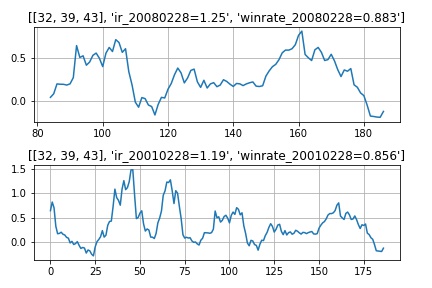 [[32, 39, 43], 'ir_20080228=1.25', 'winrate_20080228=0.883']
0.5
0.0
80 100 120 140 160 180
[[32, 39, 43], 'ir_20010228=1.19', 'winrate_20010228=0.856']
1.5
1.0
0.5
0.0
0 25 50 75 100 125 150 175